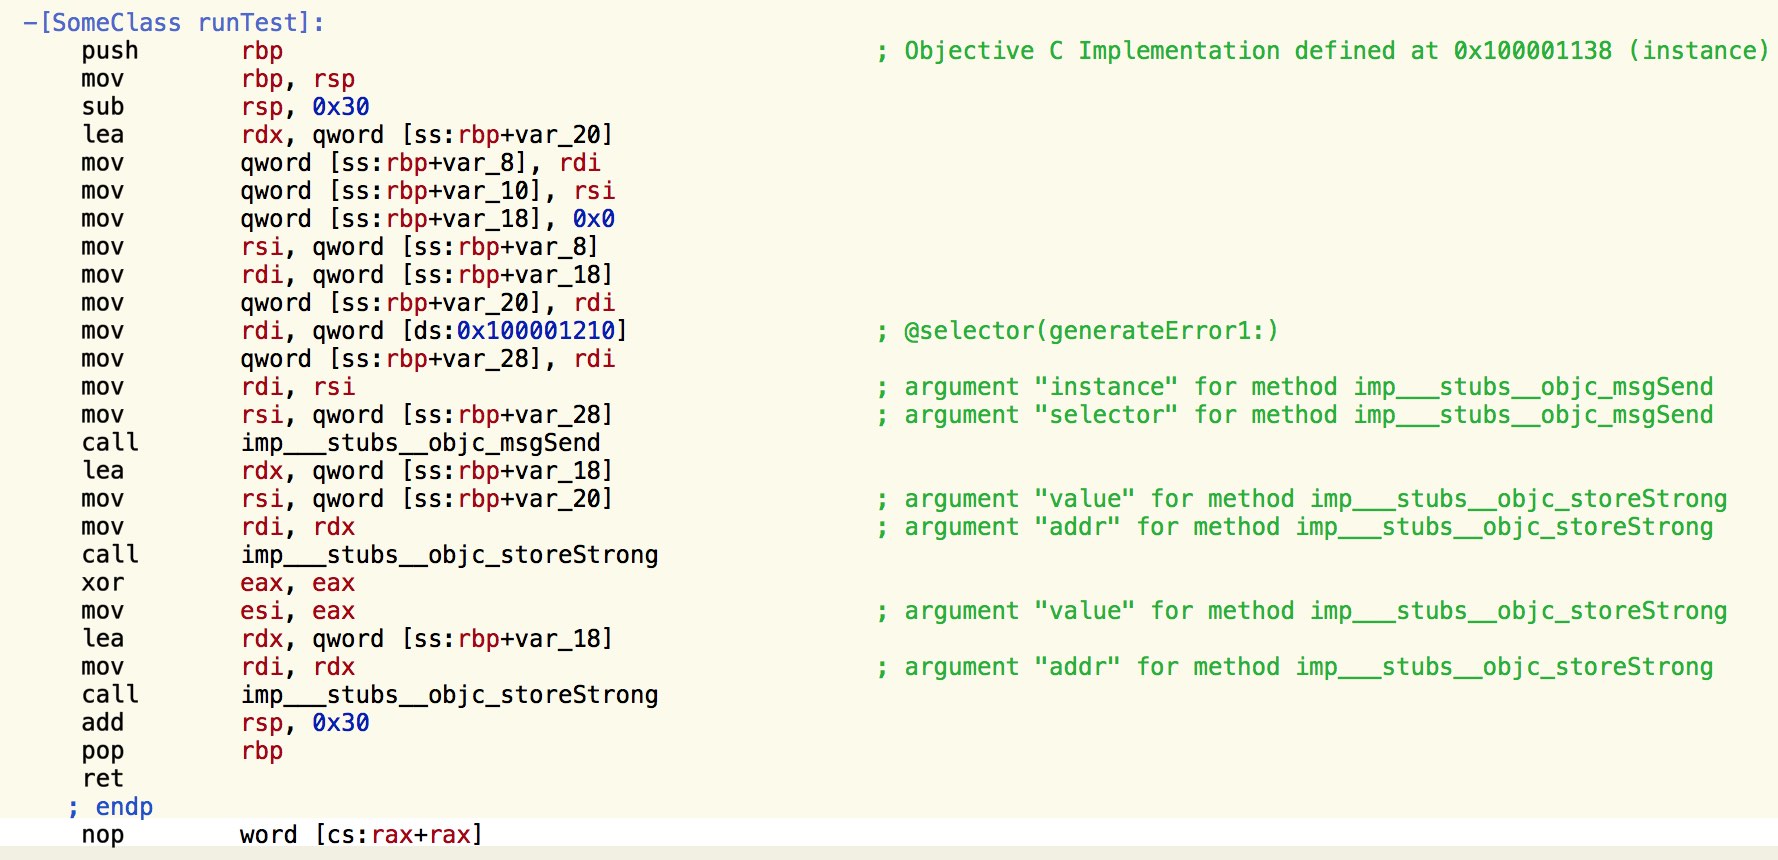 -[SomeClass runTest]:
push rbp ; Objective C Implementation defined at 0x100001138 (instance)
mov rbp, rsp
sub rsp, 0x30
lea rdx, qword [ss:rbp+var_20]
mov qword [ss:rbp+var_8], rdi
mov qword [ss:rbp+var_10], rsi
mov qword [ss:rbp+var_18], 0x0
mov rsi, qword [ss:rbp+var_8]
mov rdi, qword [ss:rbp+var_18]
mov qword [ss:rbp+var_20], rdi
mov rdi, qword [ds:0x100001210] ; @selector(generateError1:)
mov qword [ss:rbp+var_28], rdi
mov rdi, rsi ; argument "instance" for method imp___stubs__objc_msgSend
mov rsi, qword [ss:rbp+var_28] ; argument "selector" for method imp___stubs__objc_msgSend
call imp___stubs__objc_msgSend
lea rdx, qword [ss:rbp+var_18]
mov rsi, qword [ss:rbp+var_20] ; argument "value" for method imp___stubs__objc_storeStrong
mov rdi, rdx ; argument "addr" for method imp___stubs__objc_storeStrong
call imp___stubs__objc_storeStrong
xor eax, eax
mov esi, eax ; argument "value" for method imp___stubs__objc_storeStrong
lea rdx, qword [ss:rbp+var_18]
mov rdi, rdx ; argument "addr" for method imp___stubs__objc_storeStrong
call imp___stubs__objc_storeStrong
add rsp, 0x30
pop rbp
ret
; endp
nop word [cs:rax+rax]